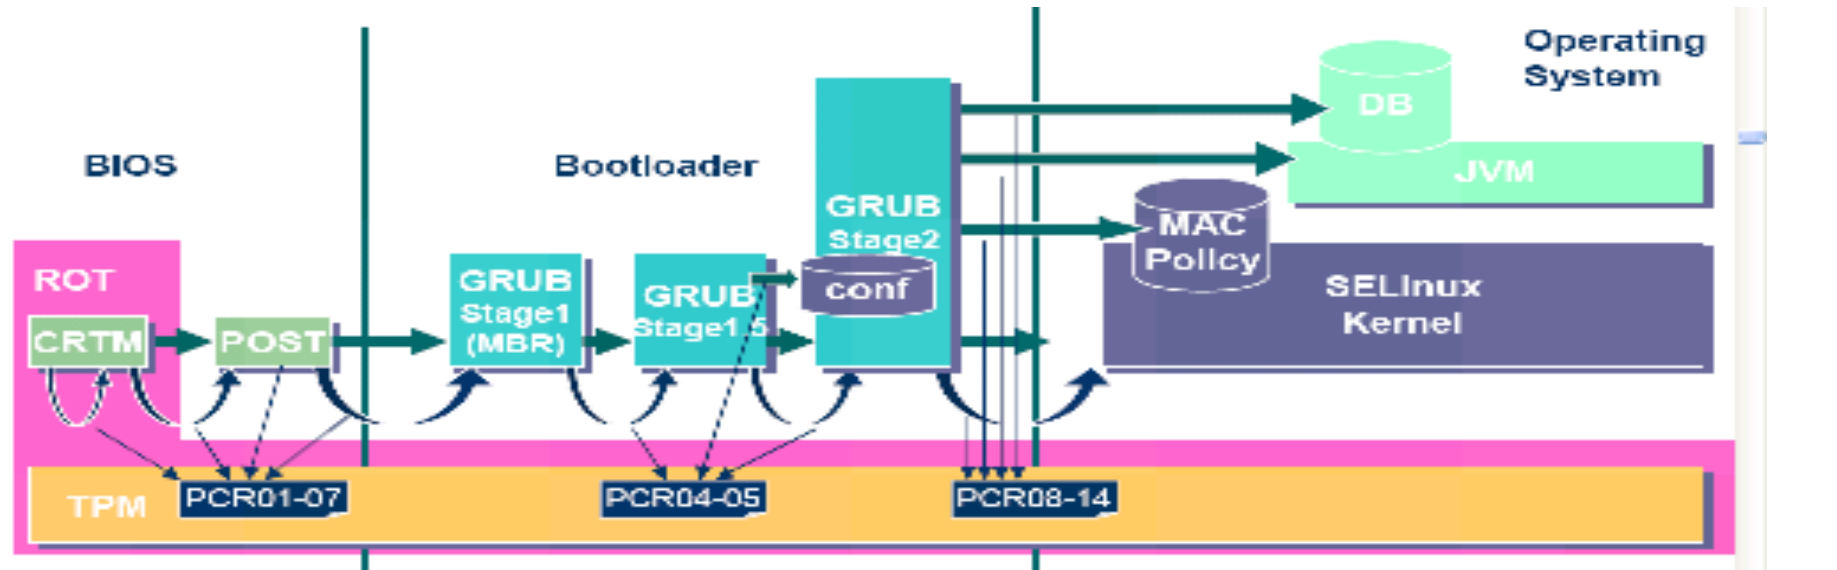 Operating
System
DB
BIOS
Bootloader
JVM
GRUB
Stage2
MAC
Policy
ROT
GRUB
Stage1
(MBR)
GRUB
Stage1.5
conf
SELinux
Kernel
CRTM
POST
TPM
PCR01-07
PCR04-05
PCR08-14